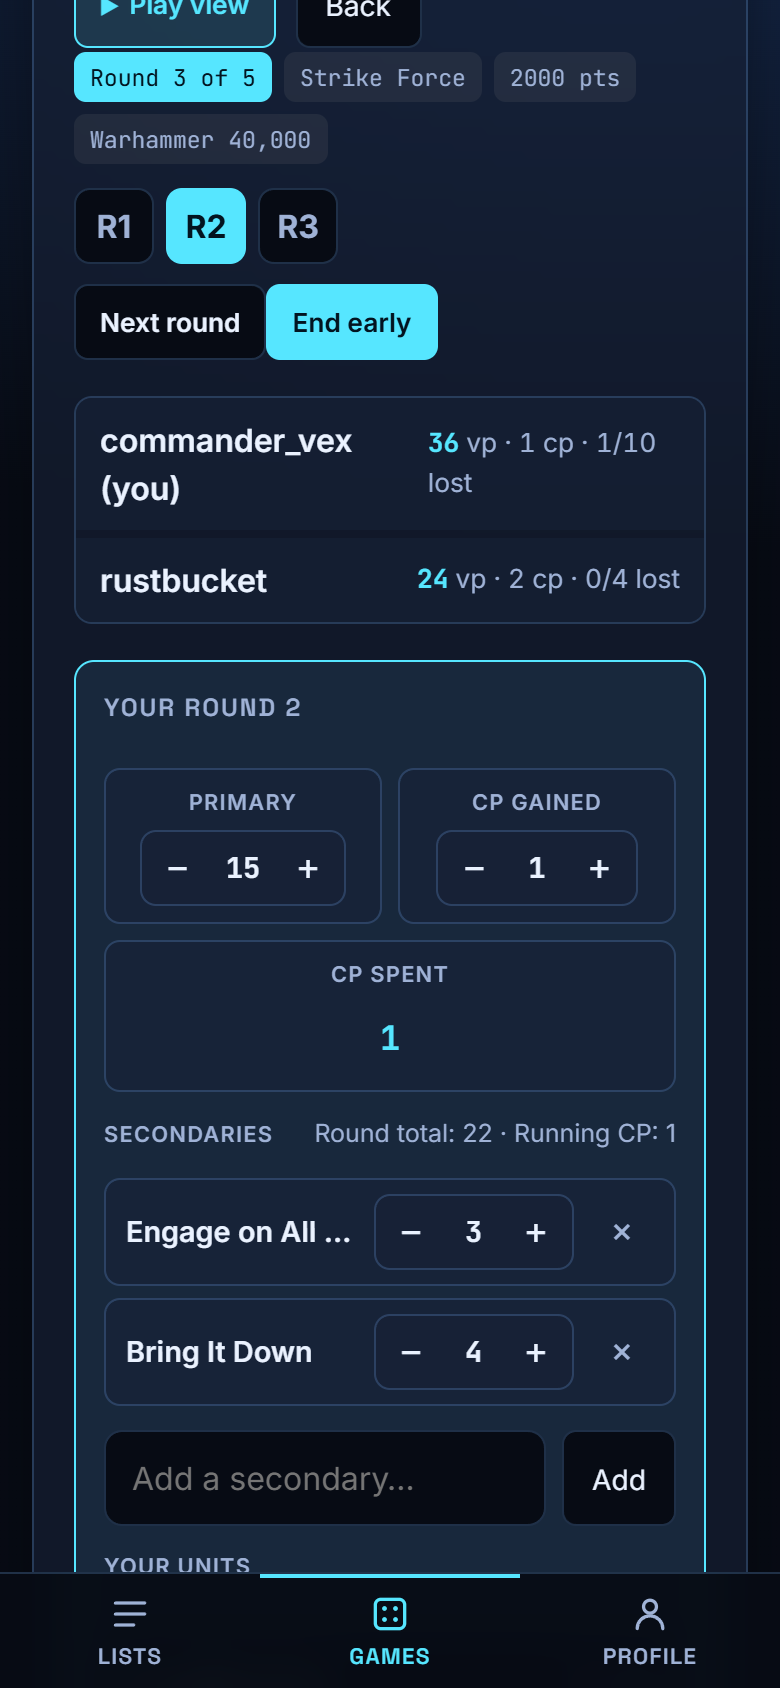 ▶ Play view
Back
Round 3 of 5
Strike Force
2000 pts
Warhammer 40,000
R1
R2
R3
Next round
End early
commander_vex (you)
36 vp · 1 cp · 1/10 lost
rustbucket
24 vp · 2 cp · 0/4 lost
YOUR ROUND 2
PRIMARY
− 15 +
CP GAINED
− 1 +
CP SPENT
1
SECONDARIES
Round total: 22 · Running CP: 1
Engage on All ...
− 3 +
×
Bring It Down
− 4 +
×
Add a secondary...
Add
YOUR UNITS
LISTS
GAMES
PROFILE